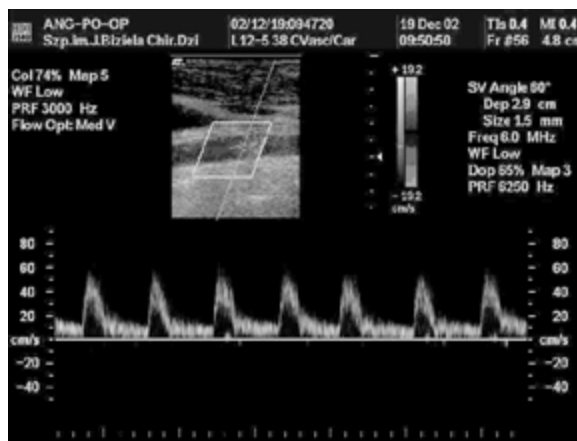 ANG-PO-OP 02/12/19:094720 19 Dec 02 TIs 0.4 MI 0.4
Szp.im.J.Biziela Chir.Dzi L12-5 38 CVasc/Car 09:50:50 Fr #56 4.8 cm
Col 74% Map 5
WF Low
PRF 3000 Hz
Flow Opt: Med V
+ 19.2
- 19.2
cm/s
SV Angle 60°
Dep 2.9 cm
Size 1.5 mm
Freq 6.0 MHz
WF Low
Dop 65% Map 3
PRF 6250 Hz
80 80
60 60
40 40
20 20
cm/s cm/s
-20 -20
-40 -40